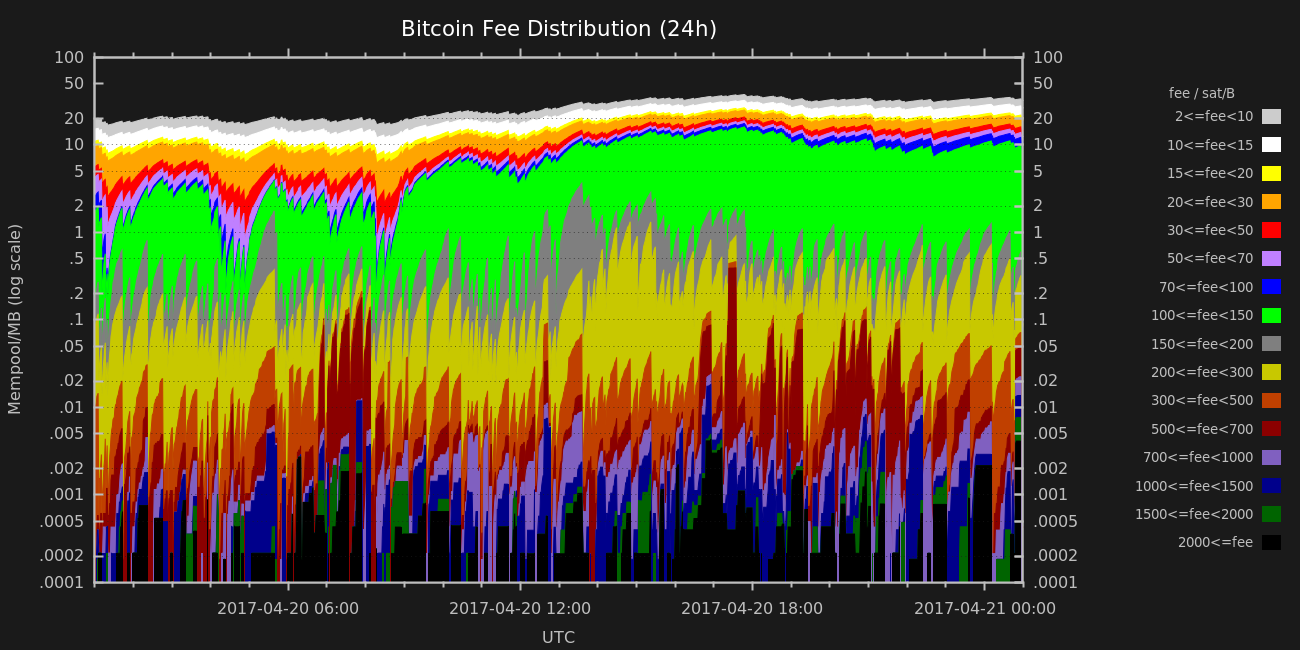 Bitcoin Fee Distribution (24h)
100
50
20
10
5
2
1
.5
.2
.1
.05
.02
.01
.005
.002
.001
.0005
.0002
.0001
Mempool/MB (log scale)
100
50
20
10
5
2
1
.5
.2
.1
.05
.02
.01
.005
.002
.001
.0005
.0002
.0001
2017-04-20 06:00
2017-04-20 12:00
2017-04-20 18:00
2017-04-21 00:00
UTC
fee / sat/B
2<=fee<10
10<=fee<15
15<=fee<20
20<=fee<30
30<=fee<50
50<=fee<70
70<=fee<100
100<=fee<150
150<=fee<200
200<=fee<300
300<=fee<500
500<=fee<700
700<=fee<1000
1000<=fee<1500
1500<=fee<2000
2000<=fee